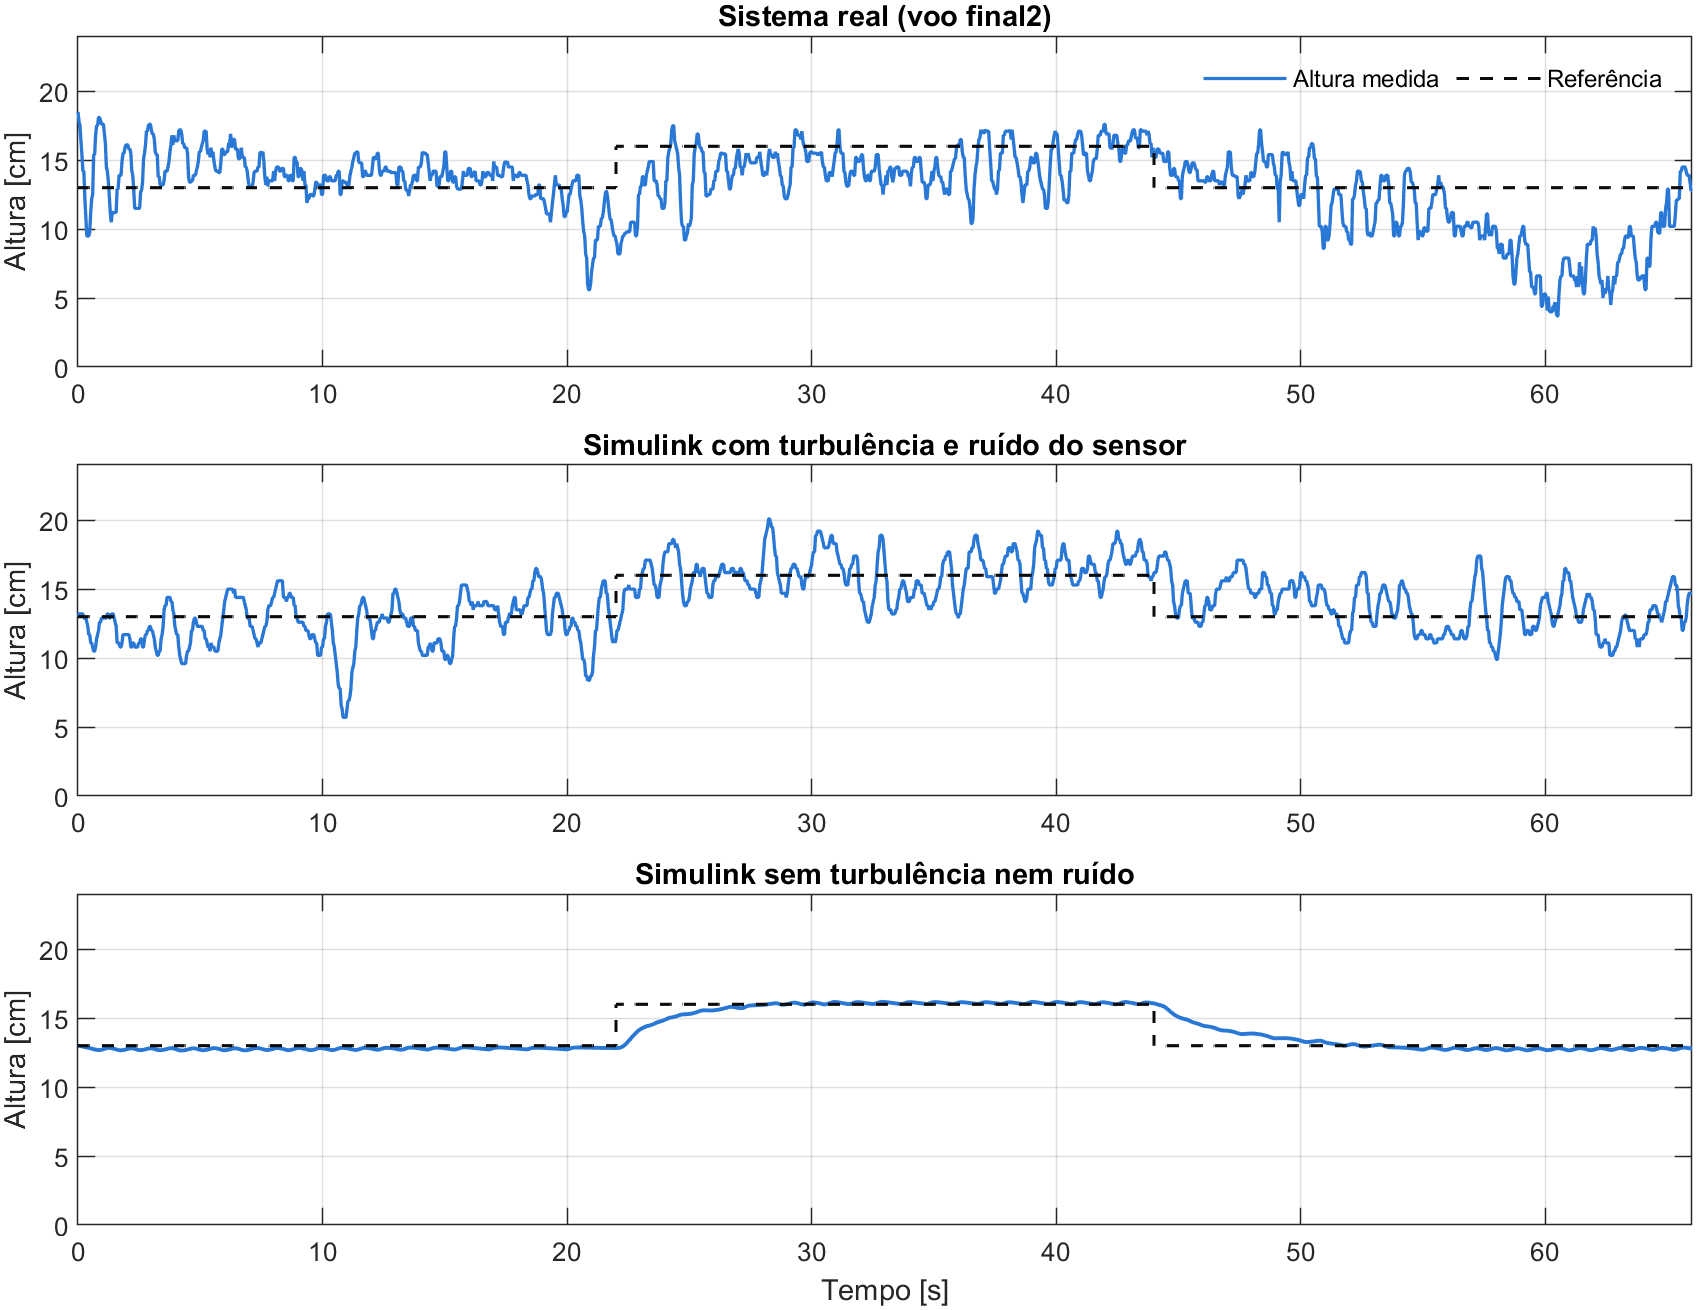 Sistema real (voo final2)
Altura medida
Referência
Altura [cm]
20
15
10
5
0
0 10 20 30 40 50 60
Simulink com turbulência e ruído do sensor
Altura [cm]
20
15
10
5
0
0 10 20 30 40 50 60
Simulink sem turbulência nem ruído
Altura [cm]
20
15
10
5
0
0 10 20 30 40 50 60
Tempo [s]